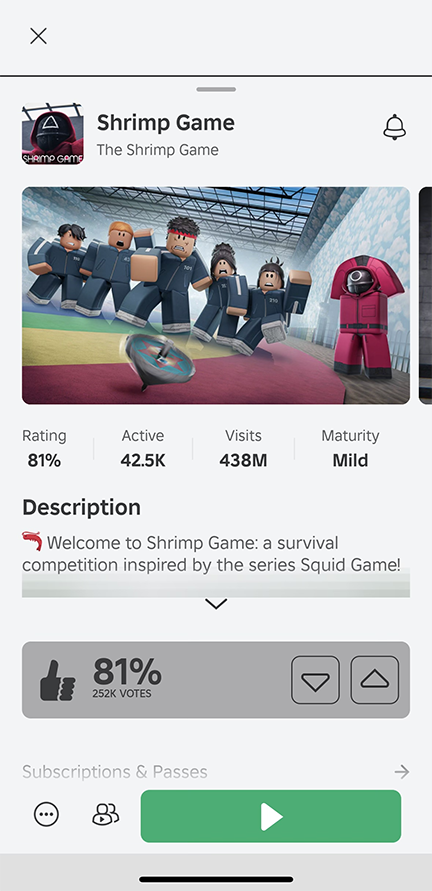 Shrimp Game
The Shrimp Game
SHRIMP GAME
Rating
81%
Active
42.5K
Visits
438M
Maturity
Mild
Description
🦐 Welcome to Shrimp Game: a survival
competition inspired by the series Squid Game!
81%
252K VOTES
Subscriptions & Passes